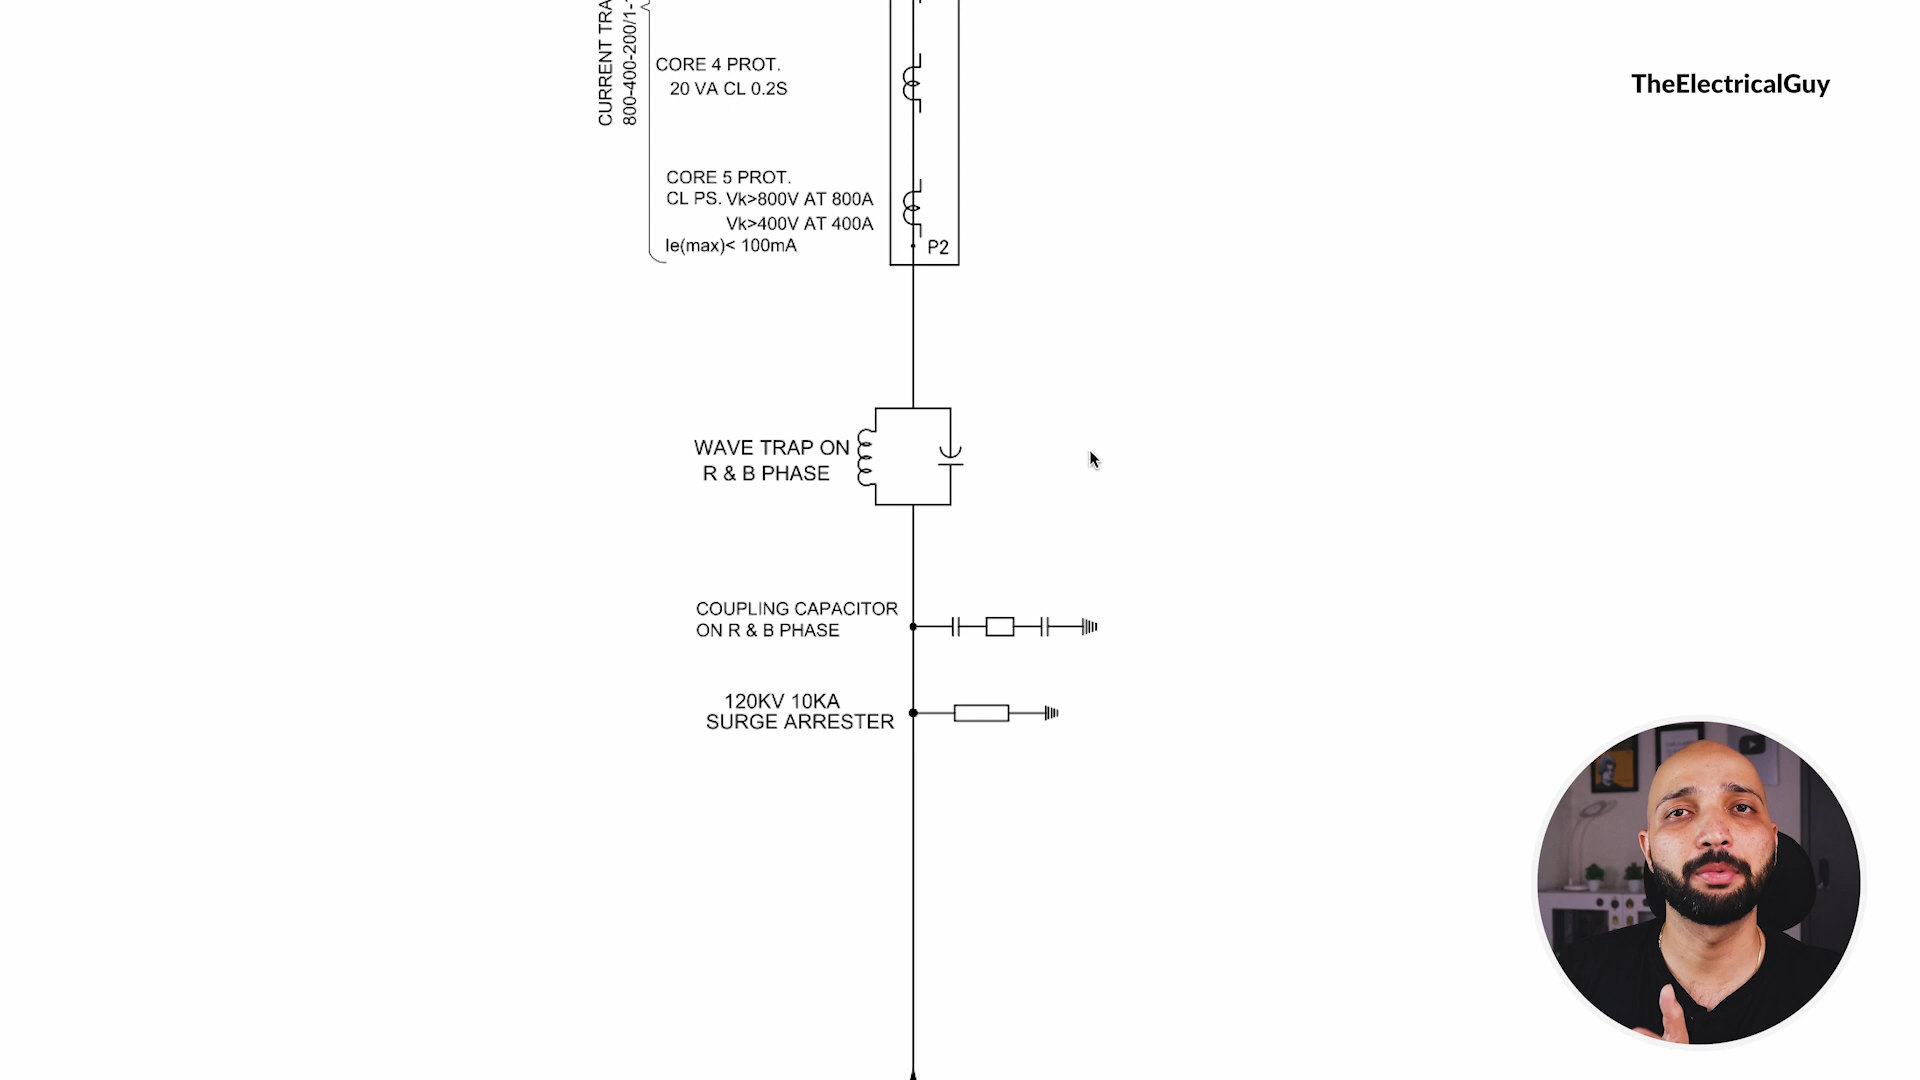 CURRENT TRA
800-400-200/1-
CORE 4 PROT.
20 VA CL 0.2S
CORE 5 PROT.
CL PS. Vk>800V AT 800A
Vk>400V AT 400A
Ie(max)< 100mA
P2
TheElectricalGuy
WAVE TRAP ON
R & B PHASE
COUPLING CAPACITOR
ON R & B PHASE
120KV 10KA
SURGE ARRESTER